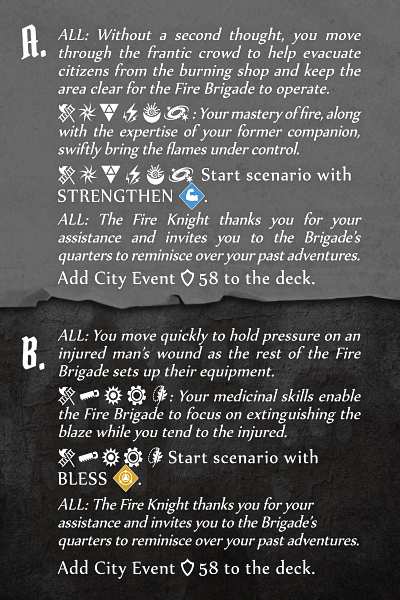 A.
ALL: Without a second thought, you move
through the frantic crowd to help evacuate
citizens from the burning shop and keep the
area clear for the Fire Brigade to operate.
: Your mastery of fire, along
with the expertise of your former companion,
swiftly bring the flames under control.
Start scenario with
STRENGTHEN .
ALL: The Fire Knight thanks you for your
assistance and invites you to the Brigade's
quarters to reminisce over your past adventures.
Add City Event 58 to the deck.
B.
ALL: You move quickly to hold pressure on an
injured man's wound as the rest of the Fire
Brigade sets up their equipment.
: Your medicinal skills enable
the Fire Brigade to focus on extinguishing the
blaze while you tend to the injured.
Start scenario with
BLESS .
ALL: The Fire Knight thanks you for your
assistance and invites you to the Brigade's
quarters to reminisce over your past adventures.
Add City Event 58 to the deck.